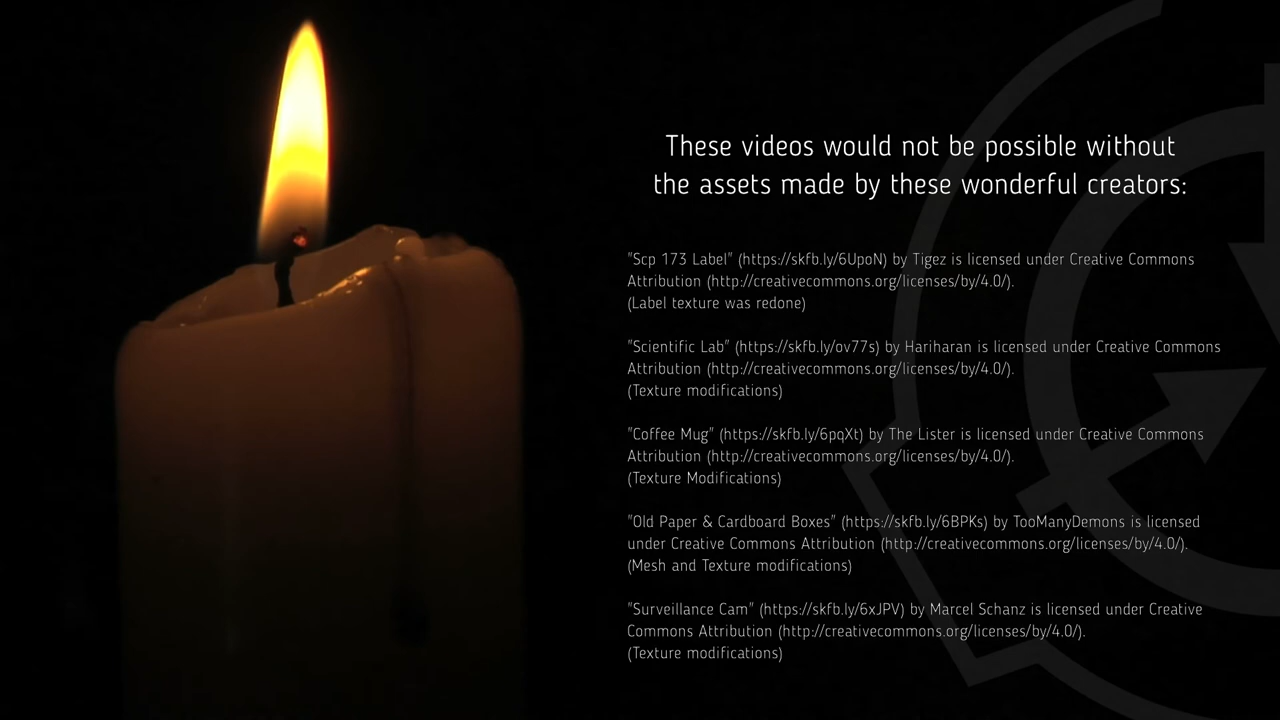 These videos would not be possible without
the assets made by these wonderful creators:
"Scp 173 Label" (https://skfb.ly/6UpoN) by Tigez is licensed under Creative Commons
Attribution (http://creativecommons.org/licenses/by/4.0/).
(Label texture was redone)
"Scientific Lab" (https://skfb.ly/ov77s) by Hariharan is licensed under Creative Commons
Attribution (http://creativecommons.org/licenses/by/4.0/).
(Texture modifications)
"Coffee Mug" (https://skfb.ly/6pqXt) by The Lister is licensed under Creative Commons
Attribution (http://creativecommons.org/licenses/by/4.0/).
(Texture Modifications)
"Old Paper & Cardboard Boxes" (https://skfb.ly/6BPKs) by TooManyDemons is licensed
under Creative Commons Attribution (http://creativecommons.org/licenses/by/4.0/).
(Mesh and Texture modifications)
"Surveillance Cam" (https://skfb.ly/6xJPV) by Marcel Schanz is licensed under Creative
Commons Attribution (http://creativecommons.org/licenses/by/4.0/).
(Texture modifications)